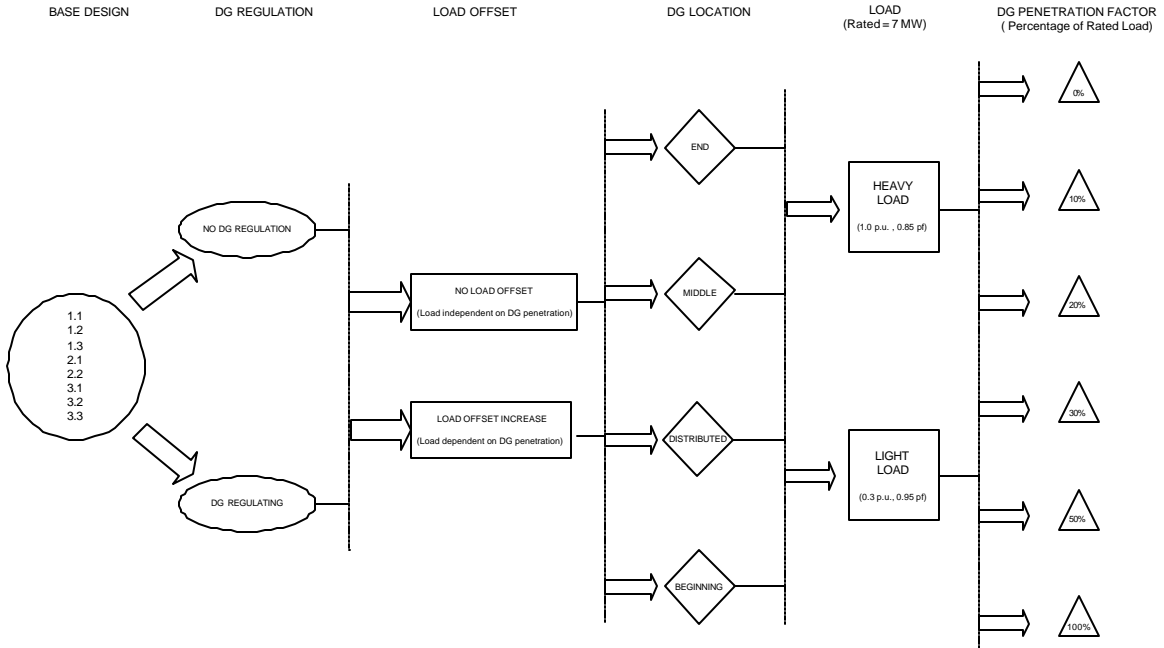 BASE DESIGN
DG REGULATION
LOAD OFFSET
DG LOCATION
LOAD
(Rated = 7 MW)
DG PENETRATION FACTOR
( Percentage of Rated Load)
1.1
1.2
1.3
2.1
2.2
3.1
3.2
3.3
NO DG REGULATION
DG REGULATING
NO LOAD OFFSET
(Load independent on DG penetration)
LOAD OFFSET INCREASE
(Load dependent on DG penetration)
END
MIDDLE
DISTRIBUTED
BEGINNING
HEAVY
LOAD
(1.0 p.u. , 0.85 pf)
LIGHT
LOAD
(0.3 p.u., 0.95 pf)
0%
10%
20%
30%
50%
100%